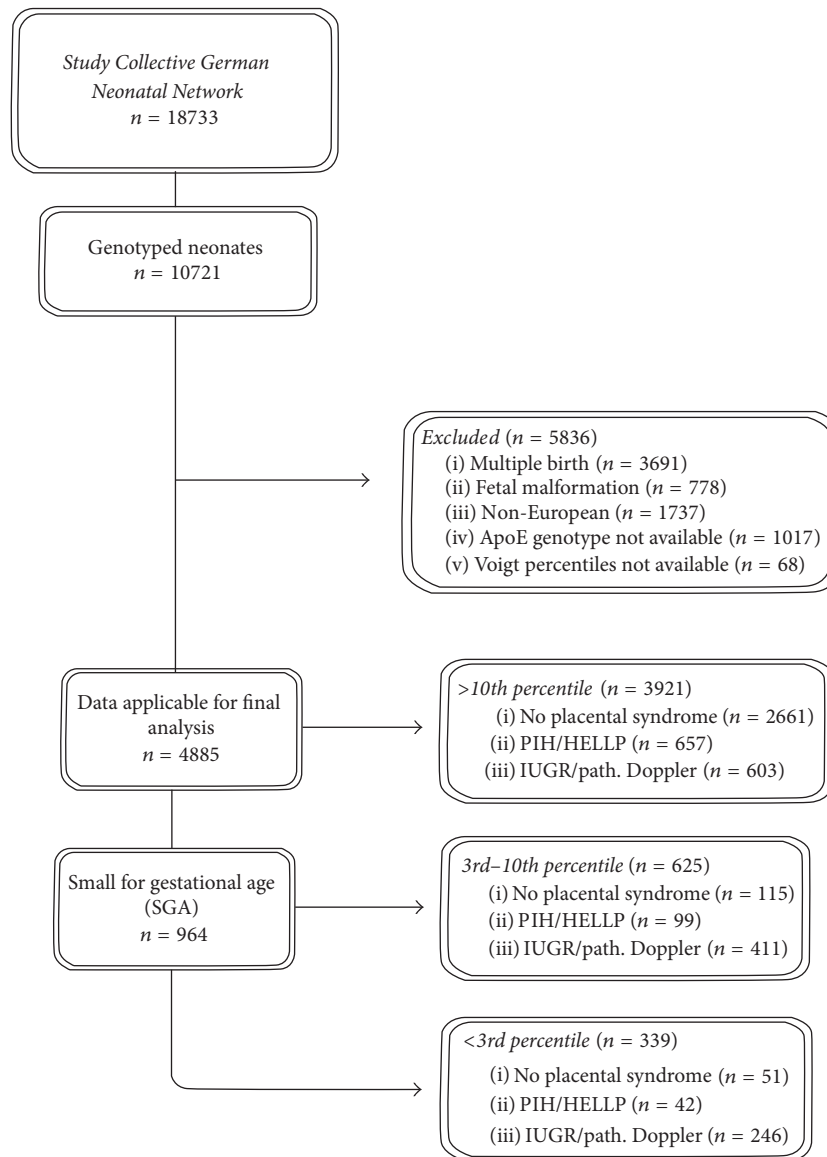 Study Collective German
Neonatal Network
n = 18733
Genotyped neonates
n = 10721
Excluded (n = 5836)
(i) Multiple birth (n = 3691)
(ii) Fetal malformation (n = 778)
(iii) Non-European (n = 1737)
(iv) ApoE genotype not available (n = 1017)
(v) Voigt percentiles not available (n = 68)
Data applicable for final
analysis
n = 4885
>10th percentile (n = 3921)
(i) No placental syndrome (n = 2661)
(ii) PIH/HELLP (n = 657)
(iii) IUGR/path. Doppler (n = 603)
Small for gestational age
(SGA)
n = 964
3rd–10th percentile (n = 625)
(i) No placental syndrome (n = 115)
(ii) PIH/HELLP (n = 99)
(iii) IUGR/path. Doppler (n = 411)
<3rd percentile (n = 339)
(i) No placental syndrome (n = 51)
(ii) PIH/HELLP (n = 42)
(iii) IUGR/path. Doppler (n = 246)